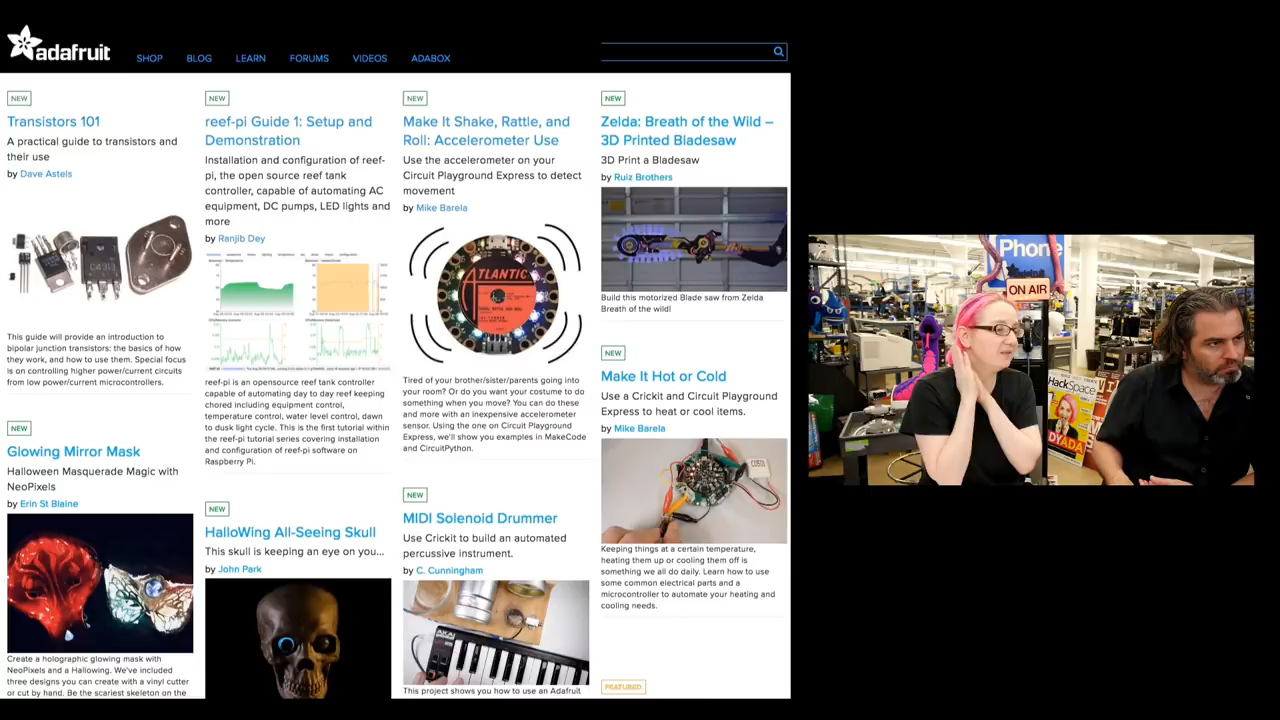 adafruit
SHOP
BLOG
LEARN
FORUMS
VIDEOS
ADABOX
NEW
Transistors 101
A practical guide to transistors and
their use
by Dave Astels
This guide will provide an introduction to
bipolar junction transistors: the basics of how
they work, and how to use them. Special focus
is on controlling higher power/current circuits
from low power/current microcontrollers.
NEW
Glowing Mirror Mask
Halloween Masquerade Magic with
NeoPixels
by Erin St Blaine
Create a holographic glowing mask with
NeoPixels and a Hallowing. We've included
three designs you can create with a vinyl cutter
or cut by hand. Be the scariest skeleton on the
NEW
reef-pi Guide 1: Setup and
Demonstration
Installation and configuration of reef-
pi, the open source reef tank
controller, capable of automating AC
equipment, DC pumps, LED lights and
more
by Ranjib Dey
reef-pi is an opensource reef tank controller
capable of automating day to day reef keeping
chored including equipment control,
temperature control, water level control, dawn
to dusk light cycle. This is the first tutorial within
the reef-pi tutorial series covering installation
and configuration of reef-pi software on
Raspberry Pi.
NEW
HalloWing All-Seeing Skull
This skull is keeping an eye on you...
by John Park
NEW
Make It Shake, Rattle, and
Roll: Accelerometer Use
Use the accelerometer on your
Circuit Playground Express to detect
movement
by Mike Barela
ATLANTIC
Tired of your brother/sister/parents going into
your room? Or do you want your costume to do
something when you move? You can do these
and more with an inexpensive accelerometer
sensor. Using the one on Circuit Playground
Express, we'll show you examples in MakeCode
and CircuitPython.
NEW
MIDI Solenoid Drummer
Use Crickit to build an automated
percussive instrument.
by C. Cunningham
AKAI
This project shows you how to use an Adafruit
NEW
Zelda: Breath of the Wild –
3D Printed Bladesaw
3D Print a Bladesaw
by Ruiz Brothers
Build this motorized Blade saw from Zelda
Breath of the wild!
NEW
Make It Hot or Cold
Use a Crickit and Circuit Playground
Express to heat or cool items.
by Mike Barela
Keeping things at a certain temperature,
heating them up or cooling them off is
something we all do daily. Learn how to use
some common electrical parts and a
microcontroller to automate your heating and
cooling needs.
FEATURED
Phone
ON AIR
HackSpace